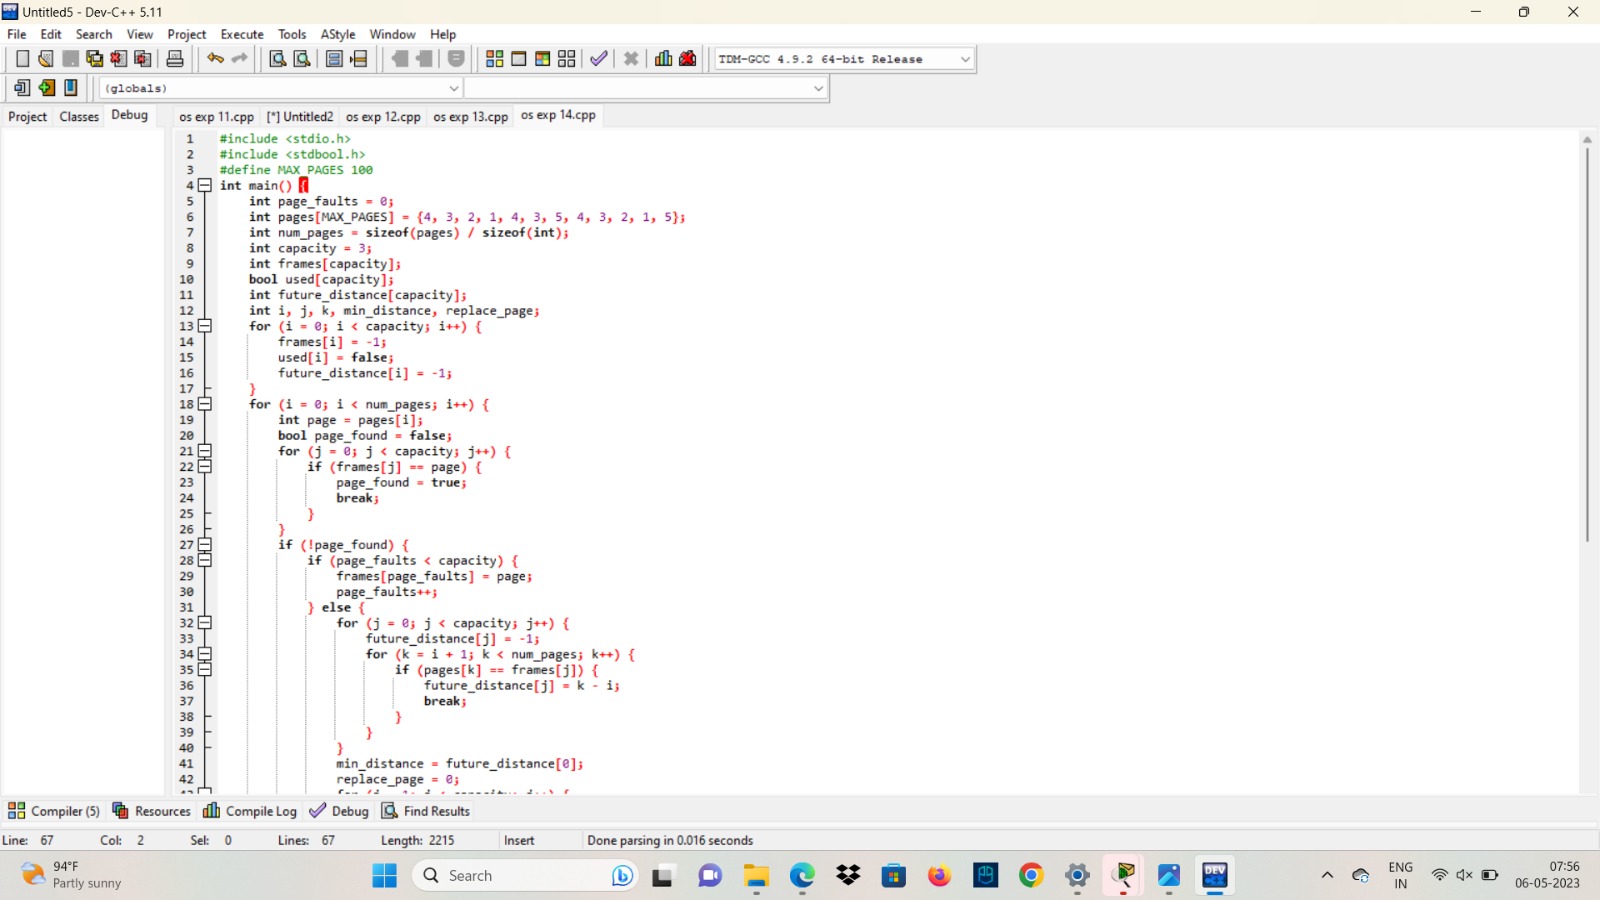 Untitled5 - Dev-C++ 5.11
File Edit Search View Project Execute Tools AStyle Window Help
TDM-GCC 4.9.2 64-bit Release
(globals)
Project Classes Debug os exp 11.cpp [*] Untitled2 os exp 12.cpp os exp 13.cpp os exp 14.cpp
1 #include <stdio.h>
2 #include <stdbool.h>
3 #define MAX_PAGES 100
4 int main() {
5 int page_faults = 0;
6 int pages[MAX_PAGES] = {4, 3, 2, 1, 4, 3, 5, 4, 3, 2, 1, 5};
7 int num_pages = sizeof(pages) / sizeof(int);
8 int capacity = 3;
9 int frames[capacity];
10 bool used[capacity];
11 int future_distance[capacity];
12 int i, j, k, min_distance, replace_page;
13 for (i = 0; i < capacity; i++) {
14 frames[i] = -1;
15 used[i] = false;
16 future_distance[i] = -1;
17 }
18 for (i = 0; i < num_pages; i++) {
19 int page = pages[i];
20 bool page_found = false;
21 for (j = 0; j < capacity; j++) {
22 if (frames[j] == page) {
23 page_found = true;
24 break;
25 }
26 }
27 if (!page_found) {
28 if (page_faults < capacity) {
29 frames[page_faults] = page;
30 page_faults++;
31 } else {
32 for (j = 0; j < capacity; j++) {
33 future_distance[j] = -1;
34 for (k = i + 1; k < num_pages; k++) {
35 if (pages[k] == frames[j]) {
36 future_distance[j] = k - i;
37 break;
38 }
39 }
40 }
41 min_distance = future_distance[0];
42 replace_page = 0;
Compiler (5) Resources Compile Log Debug Find Results
Line: 67 Col: 2 Sel: 0 Lines: 67 Length: 2215 Insert Done parsing in 0.016 seconds
94°F
Partly sunny
Search
DEV
ENG
IN
07:56
06-05-2023